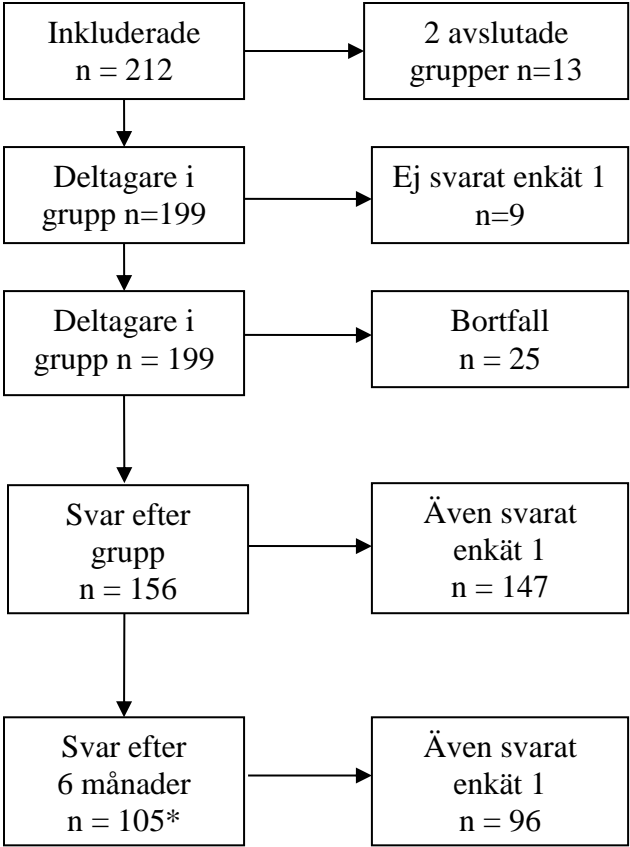 Inkluderade
n = 212
2 avslutade
grupper n=13
Deltagare i
grupp n=199
Ej svarat enkät 1
n=9
Deltagare i
grupp n = 199
Bortfall
n = 25
Svar efter
grupp
n = 156
Även svarat
enkät 1
n = 147
Svar efter
6 månader
n = 105*
Även svarat
enkät 1
n = 96